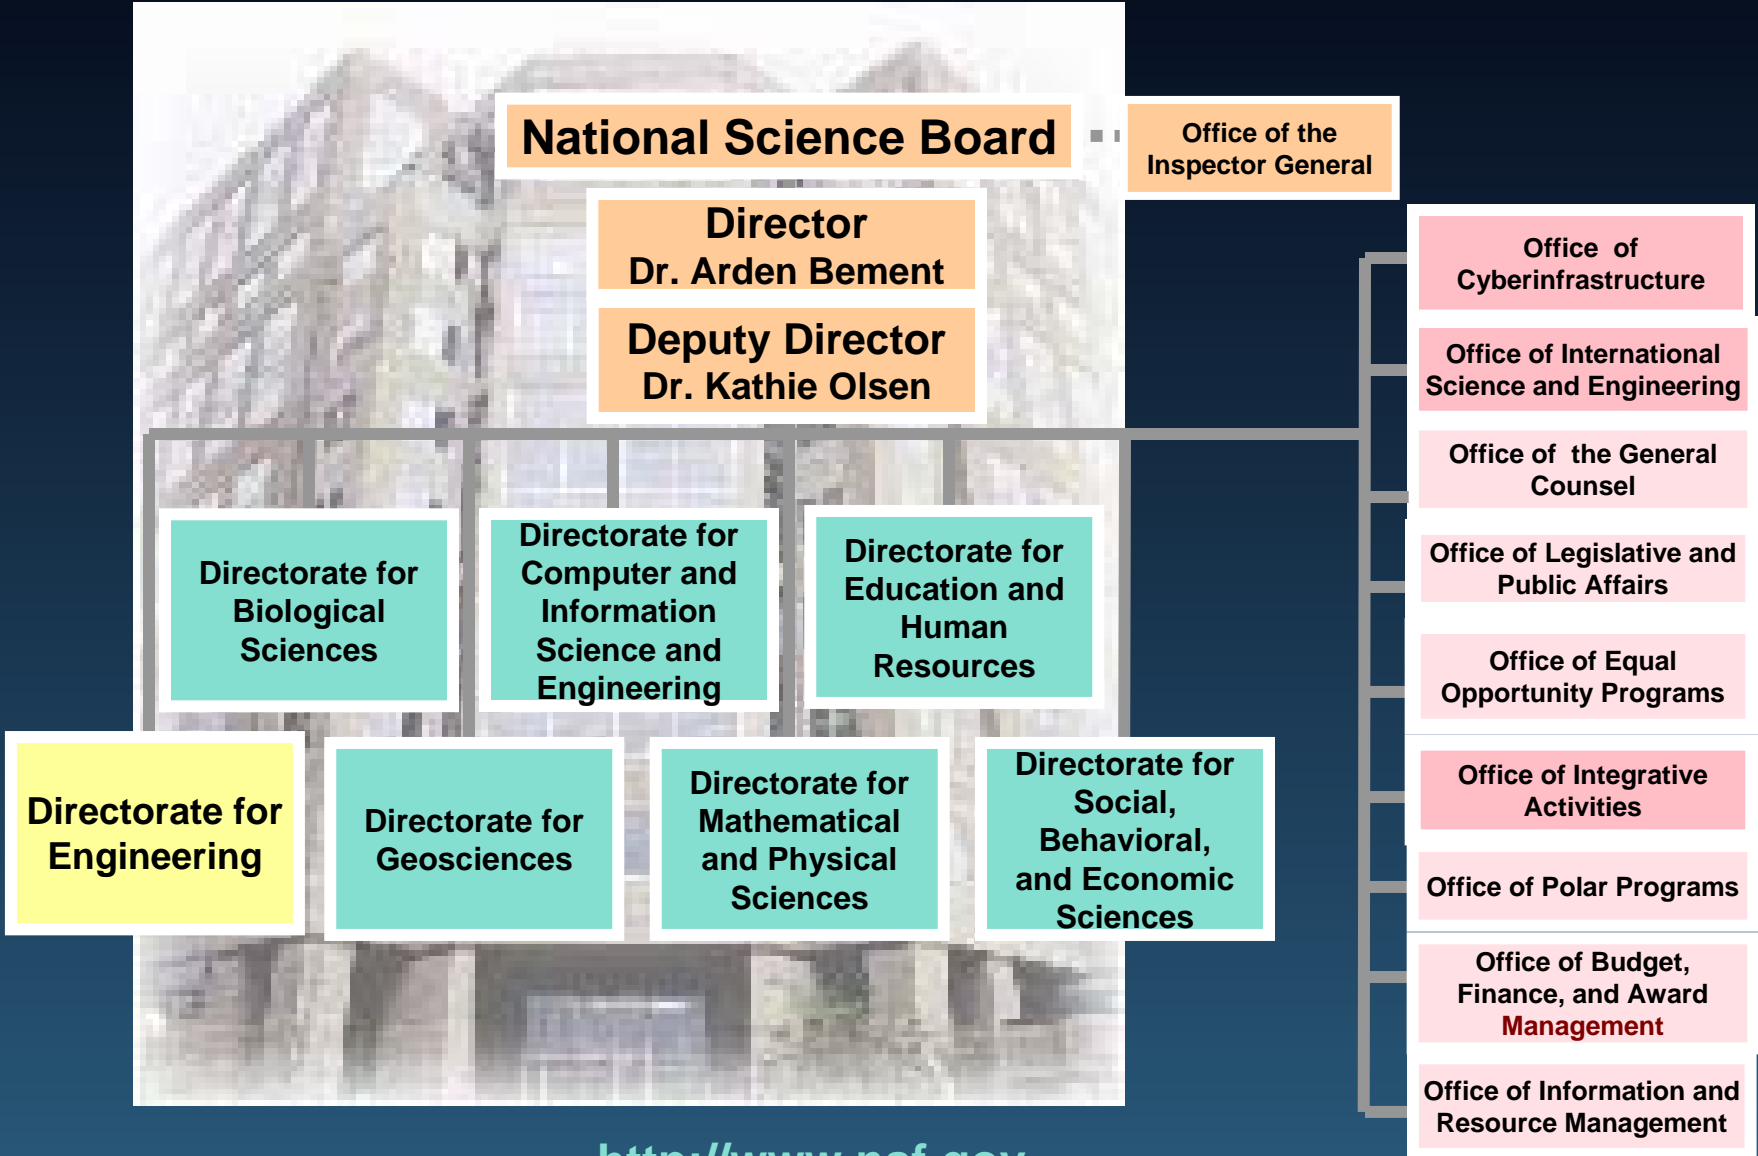 National Science Board
Office of the
Inspector General
Director
Dr. Arden Bement
Deputy Director
Dr. Kathie Olsen
Directorate for
Biological
Sciences
Directorate for
Computer and
Information
Science and
Engineering
Directorate for
Education and
Human
Resources
Directorate for
Engineering
Directorate for
Geosciences
Directorate for
Mathematical
and Physical
Sciences
Directorate for
Social,
Behavioral,
and Economic
Sciences
Office of
Cyberinfrastructure
Office of International
Science and Engineering
Office of the General
Counsel
Office of Legislative and
Public Affairs
Office of Equal
Opportunity Programs
Office of Integrative
Activities
Office of Polar Programs
Office of Budget,
Finance, and Award
Management
Office of Information and
Resource Management
http://www.nsf.gov